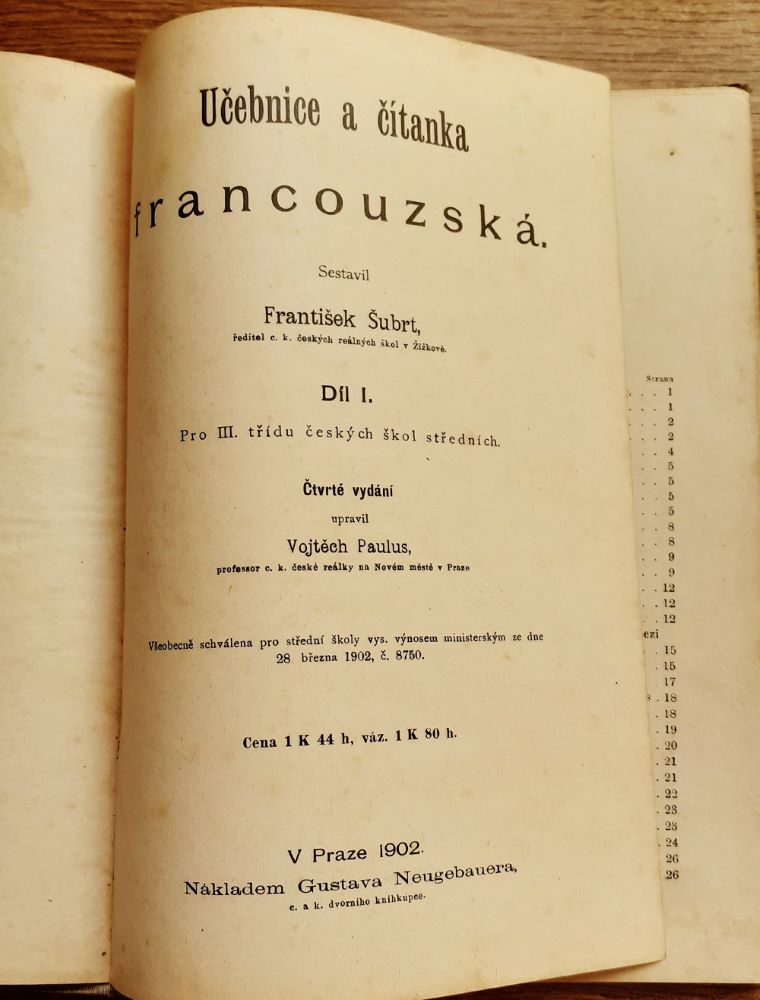 Učebnice a čítanka
francouzská.
Sestavil
František Šubrt,
ředitel c. k. českých reálných škol v Žižkově.
Díl I.
Pro III. třídu českých škol středních.
Čtvrté vydání
upravil
Vojtěch Paulus,
professor c. k. české reálky na Novém městě v Praze
Všeobecně schválena pro střední školy vys. výnosem ministerským ze dne
28 března 1902, č. 8750.
Cena 1 K 44 h, váz. 1 K 80 h.
V Praze 1902.
Nákladem Gustava Neugebauera,
c. a k. dvorního knihkupce.
Strana
. . 1
. . 1
. . 2
. . 2
. . 4
. . 5
. . 5
. . 5
. . 5
. . 8
. . 8
. . 9
. . 9
. . 12
. . 12
. . 12
ezi
. . 15
. . 15
. 17
s . 18
. 18
. 19
. 20
. 21
. 21
. 22
. 23
. 23
. 24
26
26